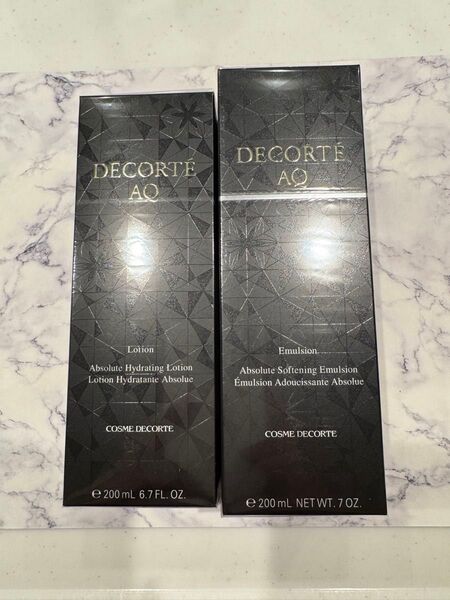 DECORTÉ
AQ
Lotion
Absolute Hydrating Lotion
Lotion Hydratante Absolue
COSME DECORTE
℮ 200 mL 6.7 FL. OZ.
DECORTÉ
AQ
Emulsion
Absolute Softening Emulsion
Émulsion Adoucissante Absolue
COSME DECORTE
℮ 200 mL NET WT. 7 OZ.